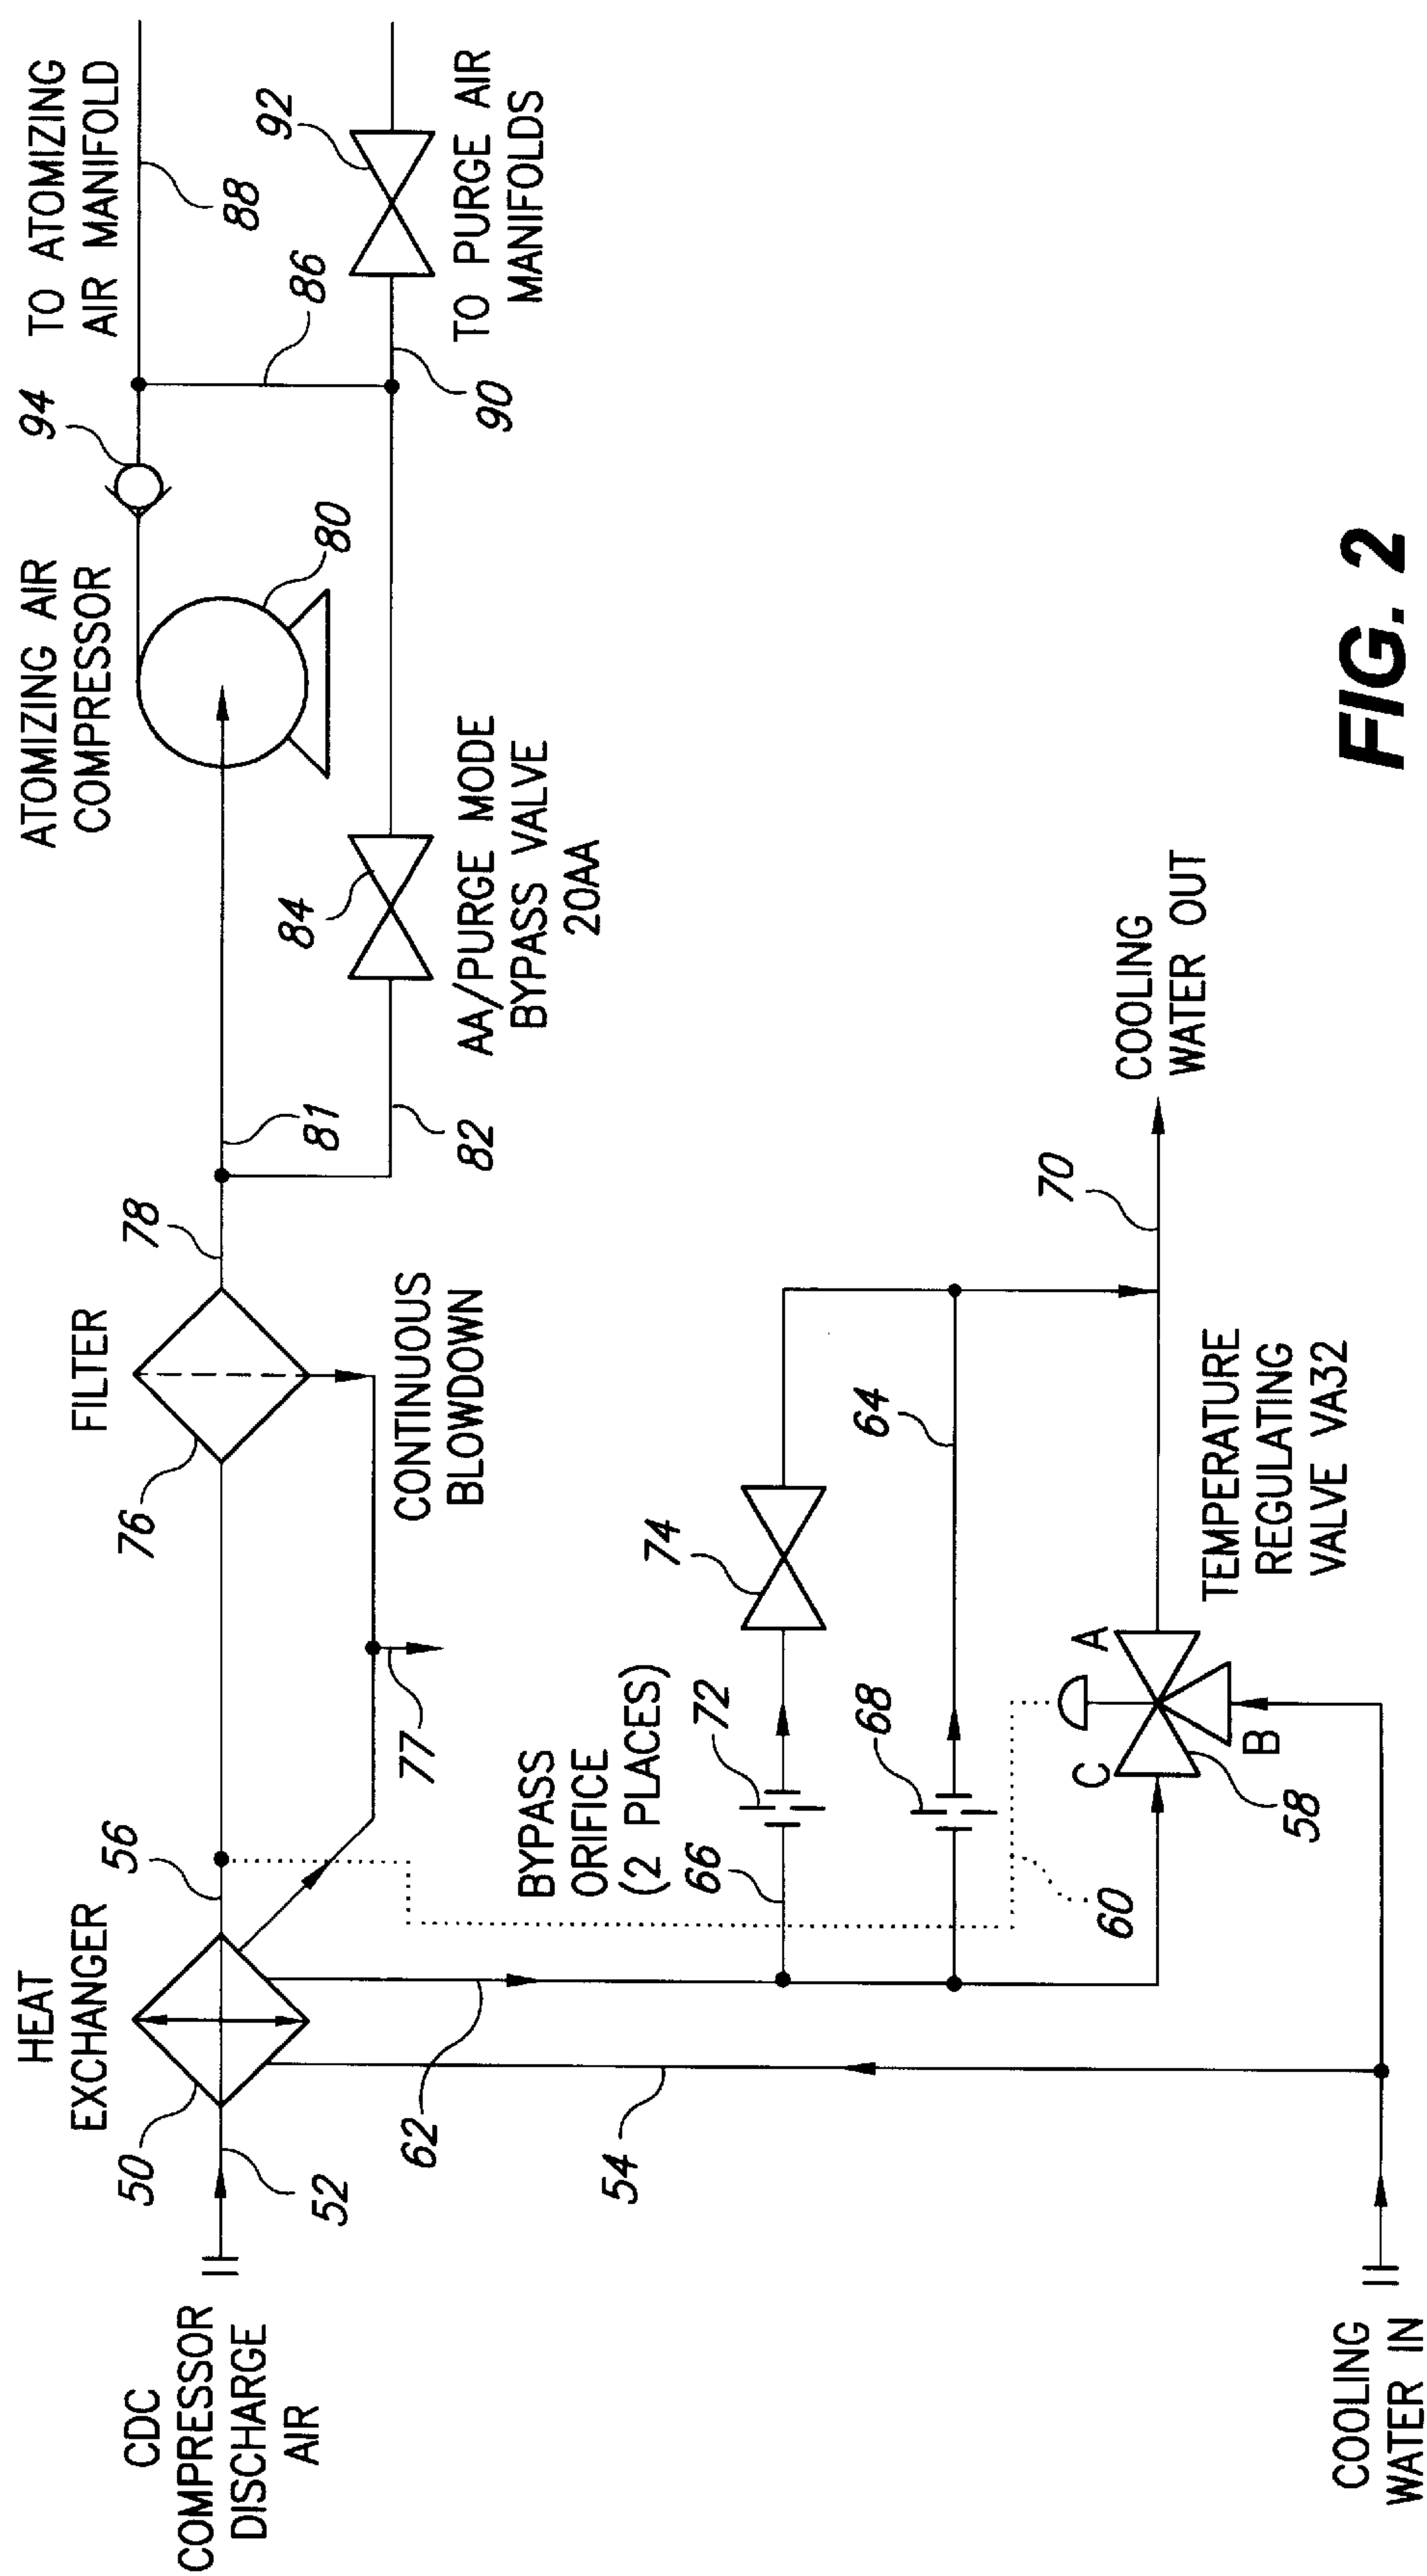 CDC
COMPRESSOR
DISCHARGE
AIR
52
50
HEAT
EXCHANGER
56
62
54
77
76
FILTER
CONTINUOUS
BLOWDOWN
78
81
82
84
AA/PURGE MODE
BYPASS VALVE
20AA
ATOMIZING AIR
COMPRESSOR
80
94
86
90
TO ATOMIZING
AIR MANIFOLD
88
92
TO PURGE AIR
MANIFOLDS
BYPASS
ORIFICE
(2 PLACES)
66
72
74
68
64
60
COOLING
WATER IN
C
A
B
58
TEMPERATURE
REGULATING
VALVE VA32
70
COOLING
WATER OUT
FIG. 2